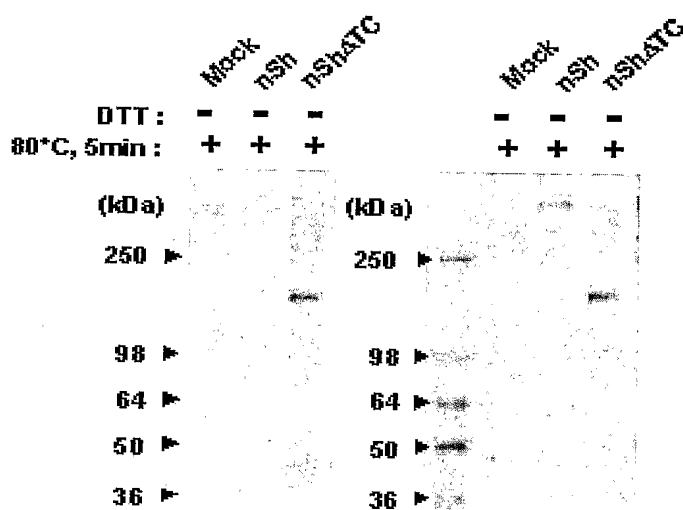 Mock nSh nShΔTC
DTT : - - -
80°C, 5min : + + +
(kDa)
250
98
64
50
36
Mock nSh nShΔTC
- - -
+ + +
(kDa)
250
98
64
50
36